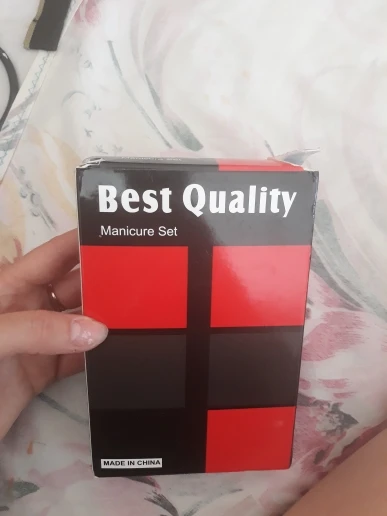 Best Quality
Manicure Set
MADE IN CHINA